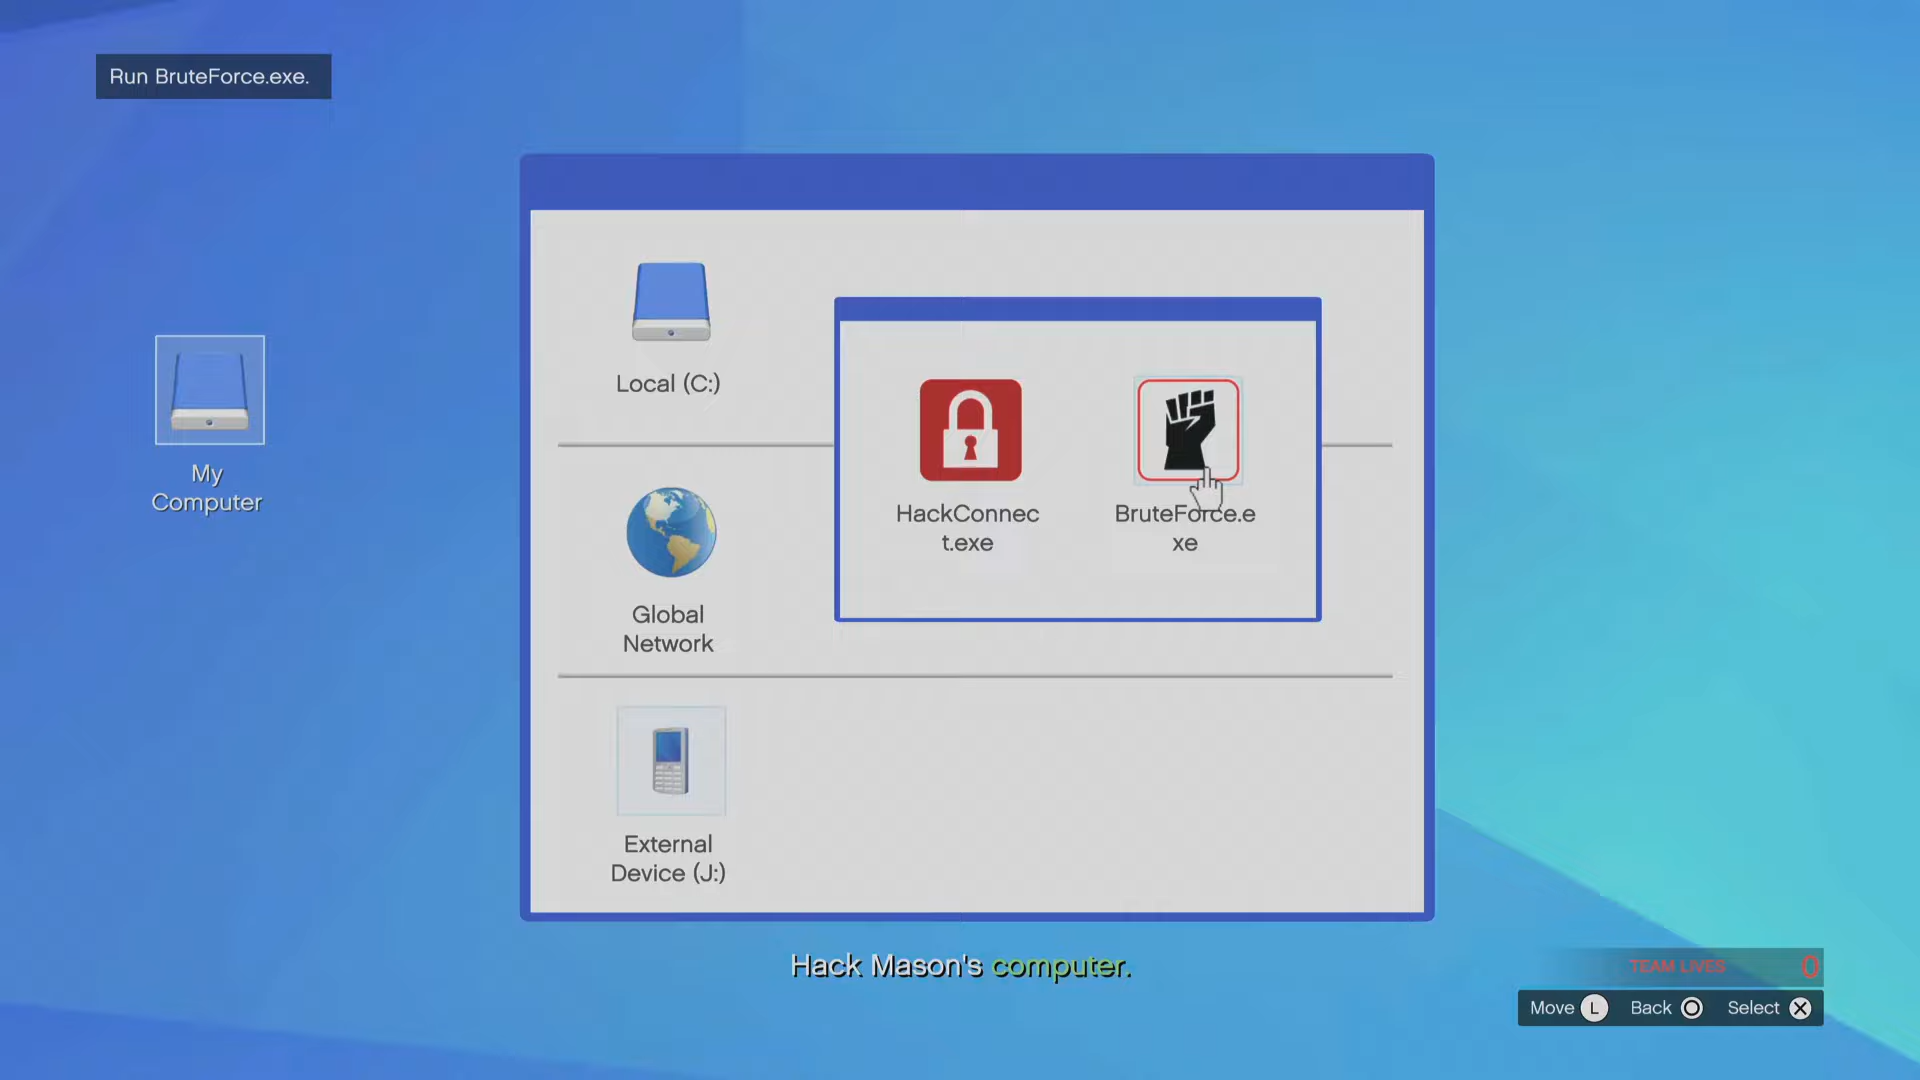 Run BruteForce.exe.
Local (C:)
My
Computer
HackConnec
t.exe
BruteForce.e
xe
Global
Network
External
Device (J:)
Hack Mason's computer.
TEAM LIVES 0
Move L Back Select